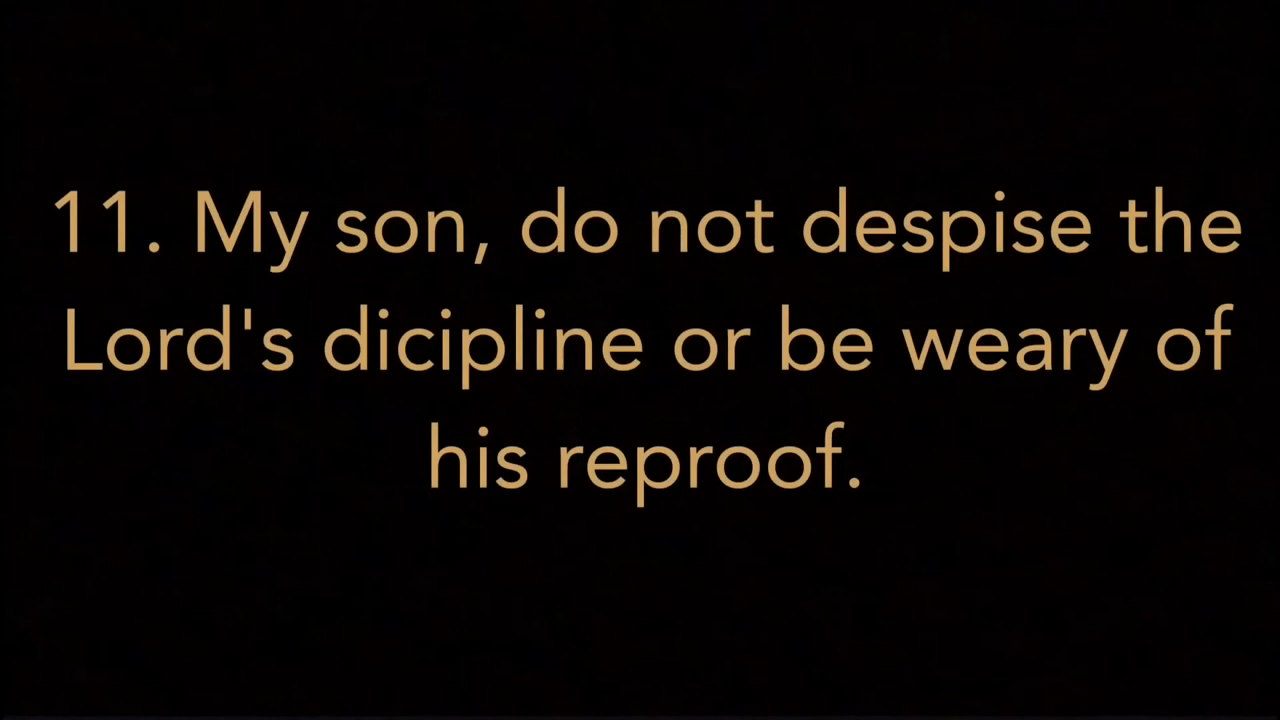 11. My son, do not despise the
Lord's dicipline or be weary of
his reproof.